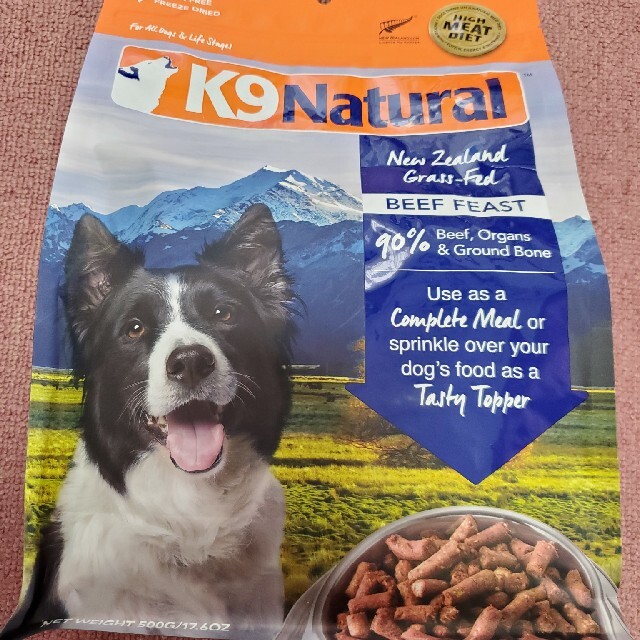 FREE
FREEZE DRIED
For All Dogs & Life Stages
HIGH
MEAT
DIET
K9Natural
New Zealand
Grass-Fed
BEEF FEAST
90% Beef, Organs
& Ground Bone
Use as a
Complete Meal or
sprinkle over your
dog's food as a
Tasty Topper
NET WEIGHT 500G/17.6OZ